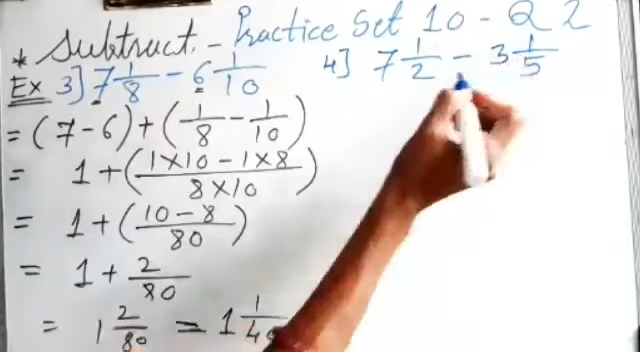 * Subtract. - Practice Set 10 - Q 2
Ex 3] 7 1/8 - 6 1/10
= (7-6)+(1/8 - 1/10)
= 1+(1×10-1×8/8×10)
= 1+(10-8/80)
= 1+2/80
= 1 2/80 = 1 1/40
4] 7 1/2 - 3 1/5